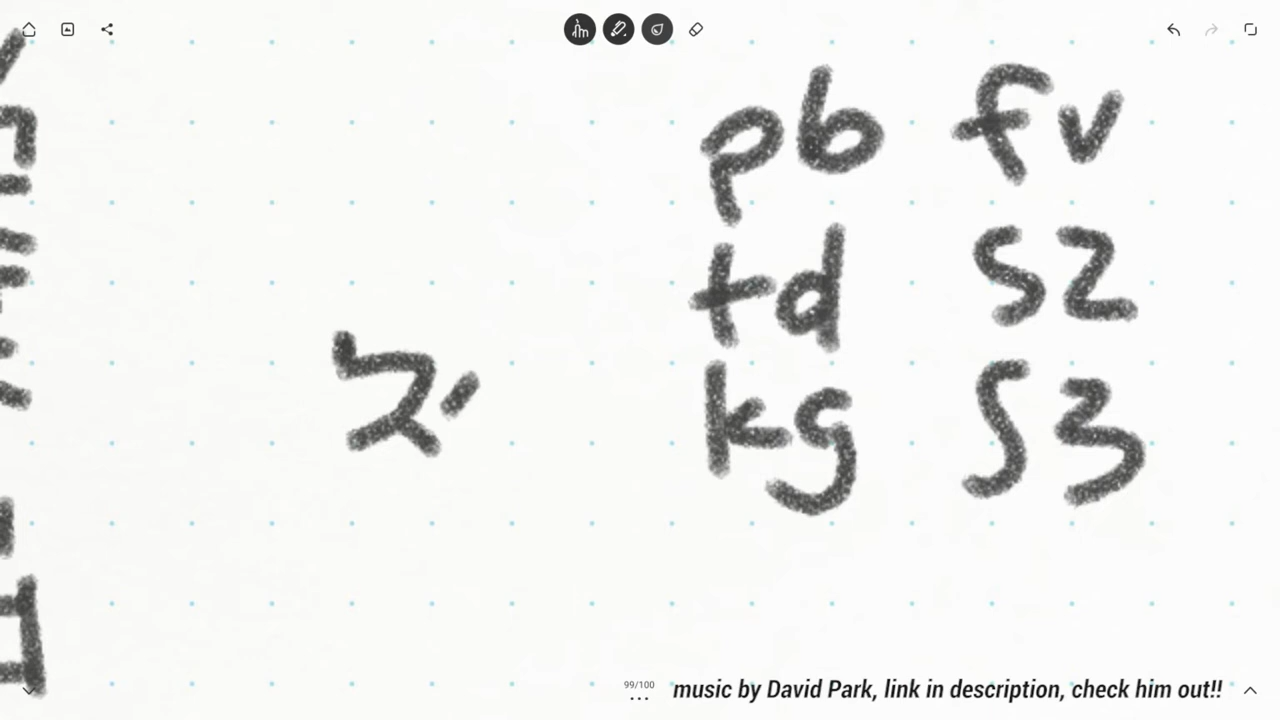 pb fv
td sz
kg ʃʒ
99/100
music by David Park, link in description, check him out!!